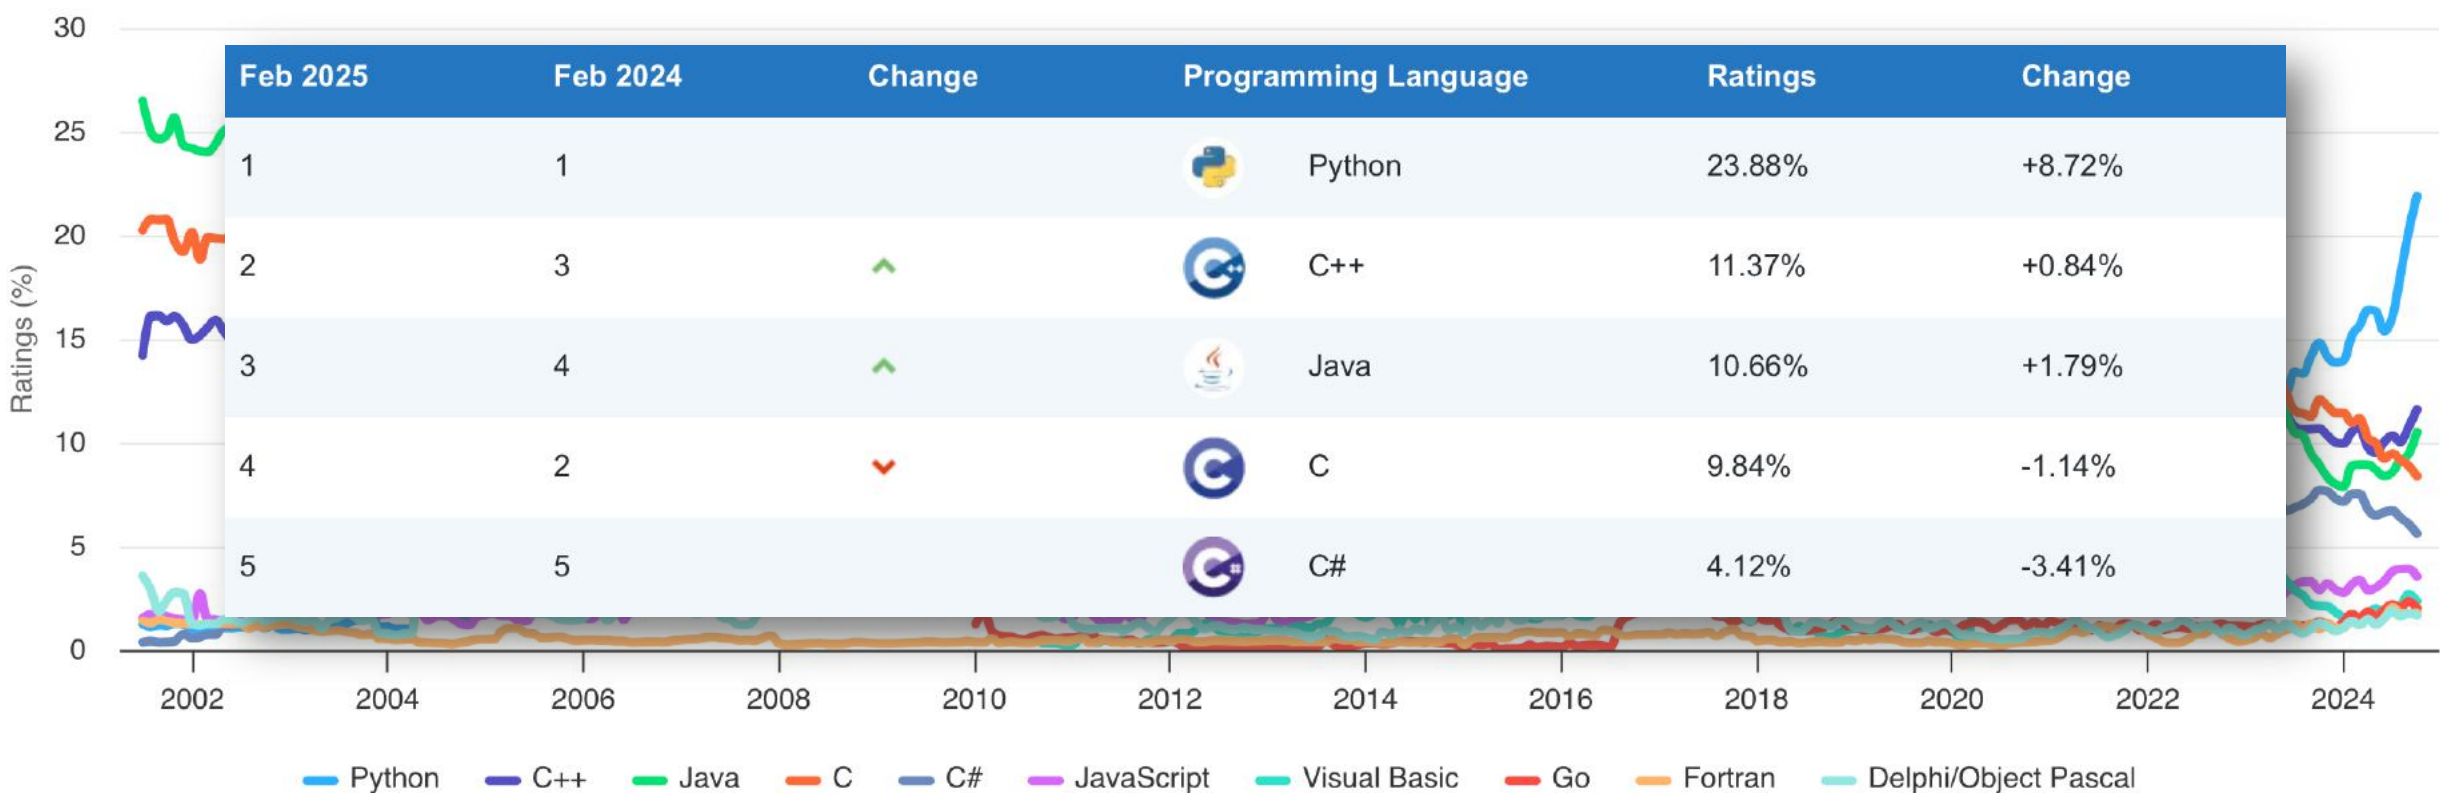 30
25
20
15
10
5
0
Ratings (%)
Feb 2025 Feb 2024 Change Programming Language Ratings Change
1 1 Python 23.88% +8.72%
2 3 C++ 11.37% +0.84%
3 4 Java 10.66% +1.79%
4 2 C 9.84% -1.14%
5 5 C# 4.12% -3.41%
2002 2004 2006 2008 2010 2012 2014 2016 2018 2020 2022 2024
Python C++ Java C C# JavaScript Visual Basic Go Fortran Delphi/Object Pascal